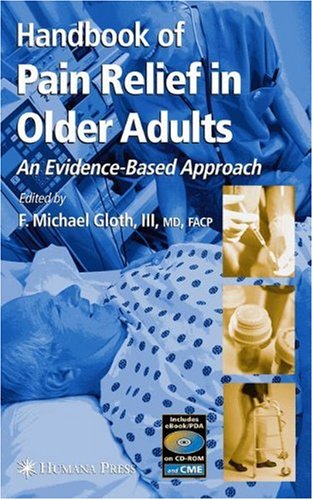 Handbook of
Pain Relief in
Older Adults
An Evidence-Based Approach
Edited by
F. Michael Gloth, III, MD, FACP
Includes
eBook/PDA
on CD-ROM
and CME
HUMANA PRESS